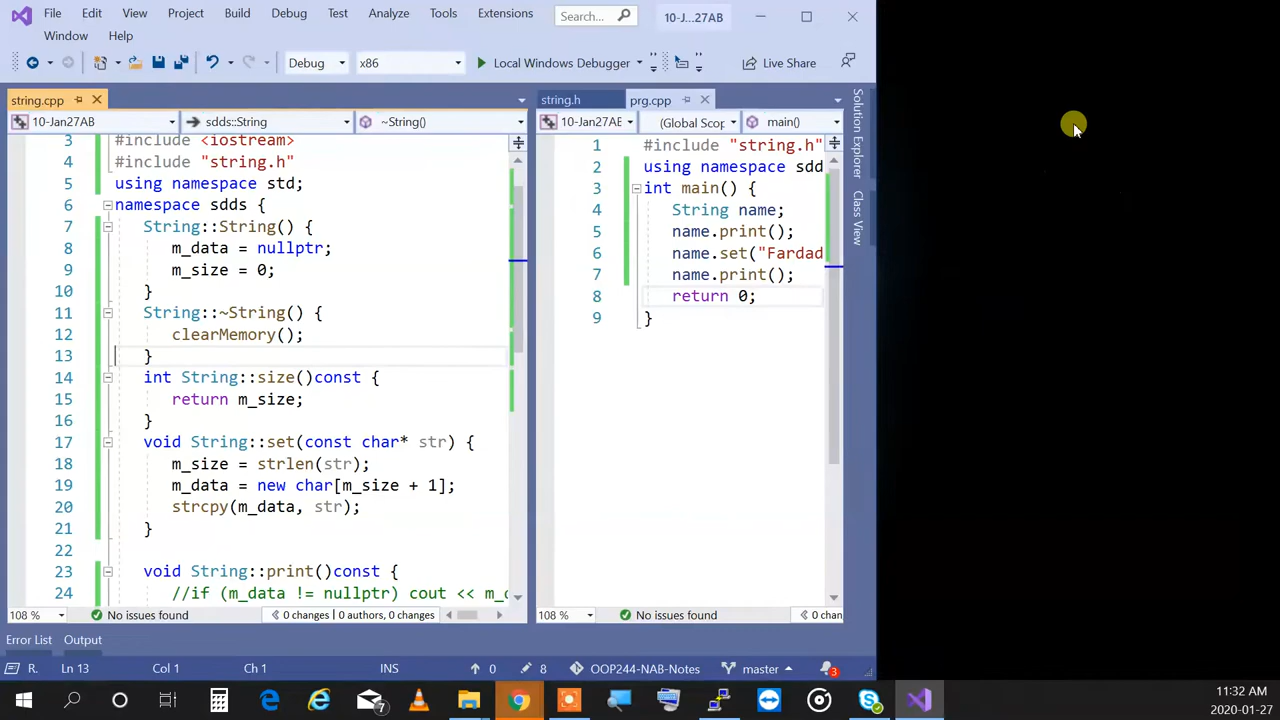 File Edit View Project Build Debug Test Analyze Tools Extensions Search... 10-J...27AB
Window Help
Debug x86 Local Windows Debugger Live Share
string.cpp
10-Jan27AB sdds::String ~String()
3 #include <iostream>
4 #include "string.h"
5 using namespace std;
6 namespace sdds {
7 String::String() {
8 m_data = nullptr;
9 m_size = 0;
10 }
11 String::~String() {
12 clearMemory();
13 }
14 int String::size()const {
15 return m_size;
16 }
17 void String::set(const char* str) {
18 m_size = strlen(str);
19 m_data = new char[m_size + 1];
20 strcpy(m_data, str);
21 }
22
23 void String::print()const {
24 //if (m_data != nullptr) cout << m_
108 % No issues found 0 changes | 0 authors, 0 changes
string.h prg.cpp
10-Jan27AB (Global Scop main()
1 #include "string.h"
2 using namespace sdd
3 int main() {
4 String name;
5 name.print();
6 name.set("Fardad
7 name.print();
8 return 0;
9 }
108 % No issues found 0 chan
Solution Explorer
Class View
Error List Output
R. Ln 13 Col 1 Ch 1 INS 0 8 OOP244-NAB-Notes master 3
7
11:32 AM
2020-01-27